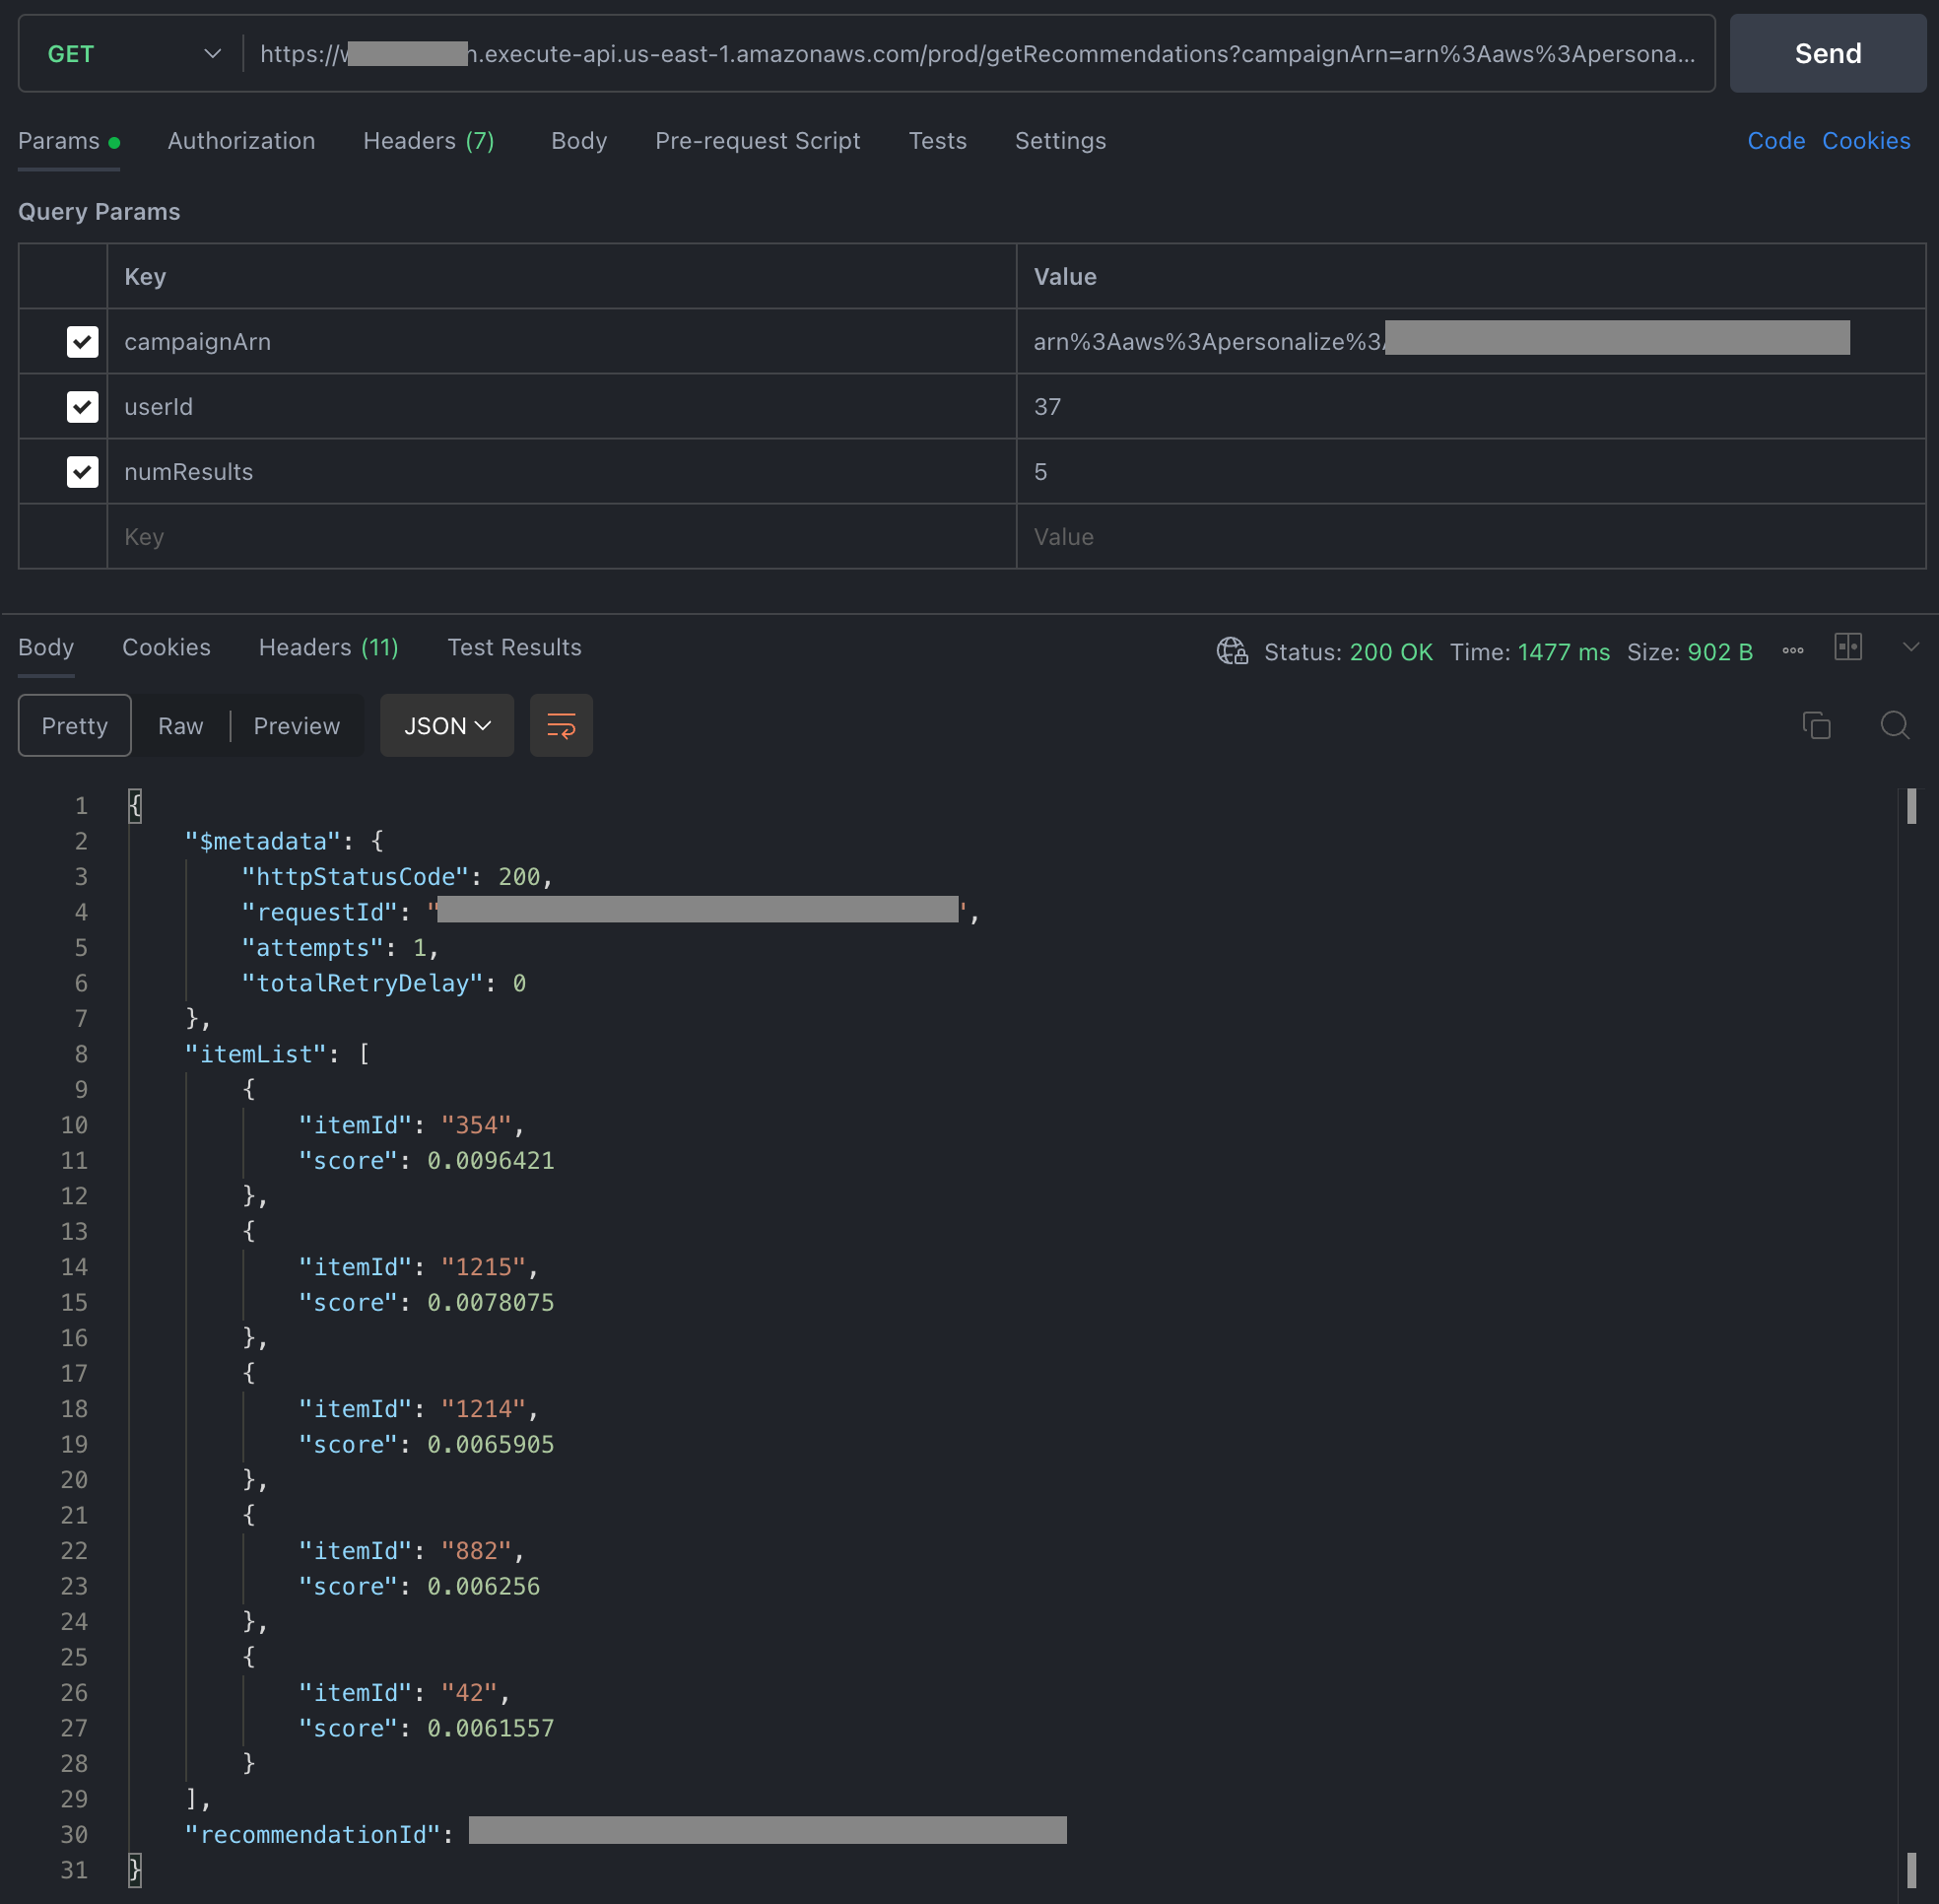 GET https:// .execute-api.us-east-1.amazonaws.com/prod/getRecommendations?campaignArn=arn%3Aaws%3Apersona... Send
Params Authorization Headers (7) Body Pre-request Script Tests Settings Code Cookies
Query Params
Key Value
campaignArn arn%3Aaws%3Apersonalize%3
userId 37
numResults 5
Key Value
Body Cookies Headers (11) Test Results Status: 200 OK Time: 1477 ms Size: 902 B
Pretty Raw Preview JSON
1 {
2 "$metadata": {
3 "httpStatusCode": 200,
4 "requestId": " ",
5 "attempts": 1,
6 "totalRetryDelay": 0
7 },
8 "itemList": [
9 {
10 "itemId": "354",
11 "score": 0.0096421
12 },
13 {
14 "itemId": "1215",
15 "score": 0.0078075
16 },
17 {
18 "itemId": "1214",
19 "score": 0.0065905
20 },
21 {
22 "itemId": "882",
23 "score": 0.006256
24 },
25 {
26 "itemId": "42",
27 "score": 0.0061557
28 }
29 ],
30 "recommendationId":
31 }